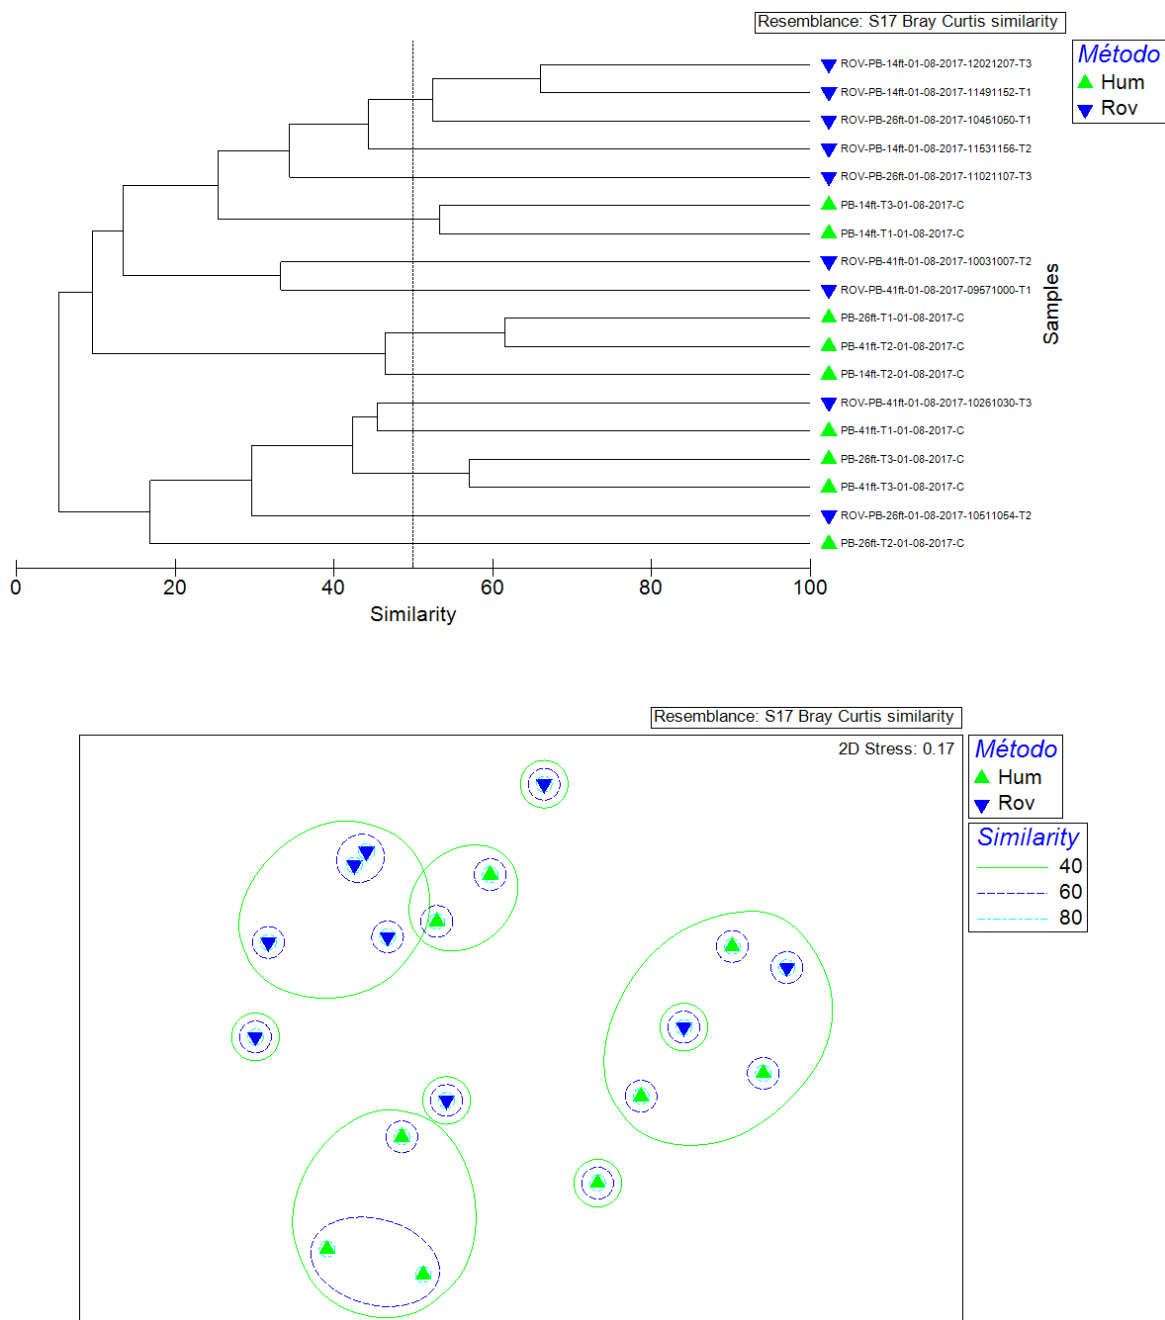 Resemblance: S17 Bray Curtis similarity
Método
Hum
Rov
ROV-PB-14ft-01-08-2017-12021207-T3
ROV-PB-14ft-01-08-2017-11491152-T1
ROV-PB-26ft-01-08-2017-10451050-T1
ROV-PB-14ft-01-08-2017-11531156-T2
ROV-PB-26ft-01-08-2017-11021107-T3
PB-14ft-T3-01-08-2017-C
PB-14ft-T1-01-08-2017-C
ROV-PB-41ft-01-08-2017-10031007-T2
ROV-PB-41ft-01-08-2017-09571000-T1
PB-26ft-T1-01-08-2017-C
PB-41ft-T2-01-08-2017-C
PB-14ft-T2-01-08-2017-C
ROV-PB-41ft-01-08-2017-10261030-T3
PB-41ft-T1-01-08-2017-C
PB-26ft-T3-01-08-2017-C
PB-41ft-T3-01-08-2017-C
ROV-PB-26ft-01-08-2017-10511054-T2
PB-26ft-T2-01-08-2017-C
Samples
0 20 40 60 80 100
Similarity
Resemblance: S17 Bray Curtis similarity
2D Stress: 0.17
Método
Hum
Rov
Similarity
40
60
80